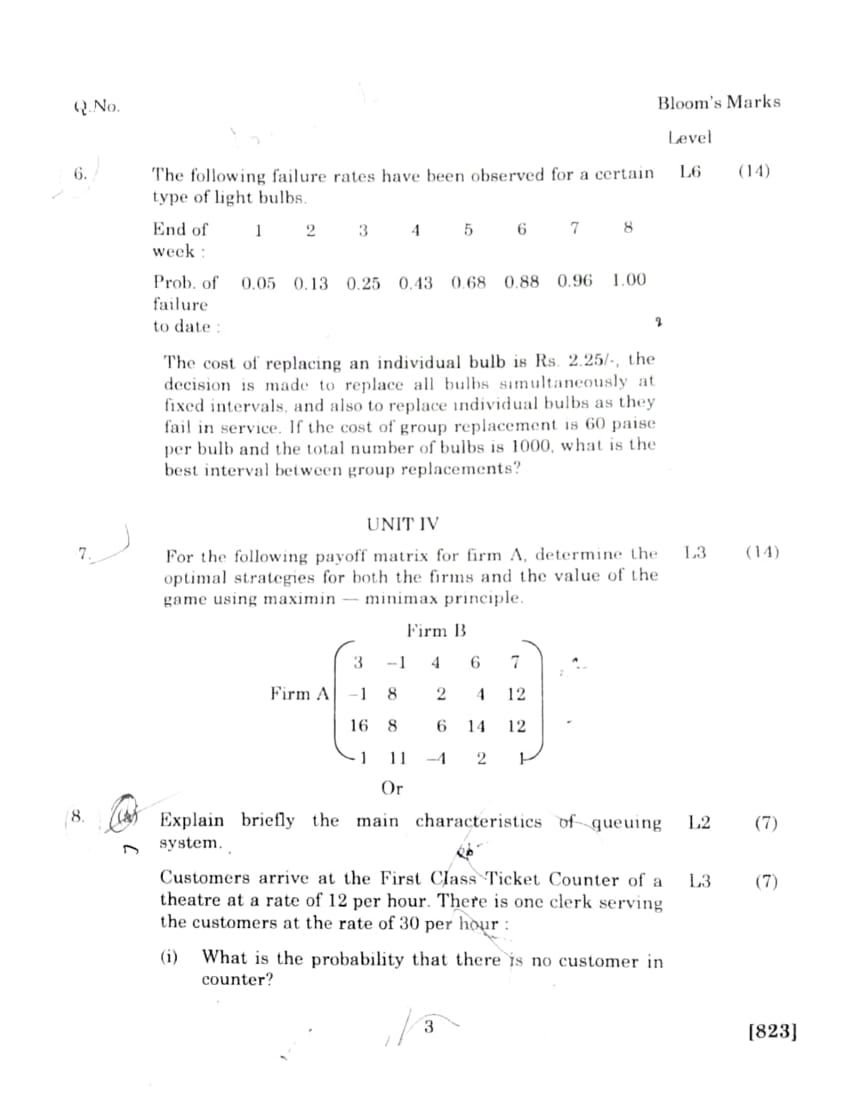 Q.No.
Bloom's Marks
Level
6. The following failure rates have been observed for a certain L6 (14)
type of light bulbs.
End of 1 2 3 4 5 6 7 8
week :
Prob. of 0.05 0.13 0.25 0.43 0.68 0.88 0.96 1.00
failure
to date :
The cost of replacing an individual bulb is Rs. 2.25/-, the
decision is made to replace all bulbs simultaneously at
fixed intervals, and also to replace individual bulbs as they
fail in service. If the cost of group replacement is 60 paise
per bulb and the total number of bulbs is 1000, what is the
best interval between group replacements?
UNIT IV
7. For the following payoff matrix for firm A, determine the L3 (14)
optimal strategies for both the firms and the value of the
game using maximin — minimax principle.
Firm B
3 -1 4 6 7
Firm A -1 8 2 4 12
16 8 6 14 12
1 11 -4 2 1
Or
8. (a) Explain briefly the main characteristics of queuing L2 (7)
system.
Customers arrive at the First Class Ticket Counter of a L3 (7)
theatre at a rate of 12 per hour. There is one clerk serving
the customers at the rate of 30 per hour :
(i) What is the probability that there is no customer in
counter?
3
[823]